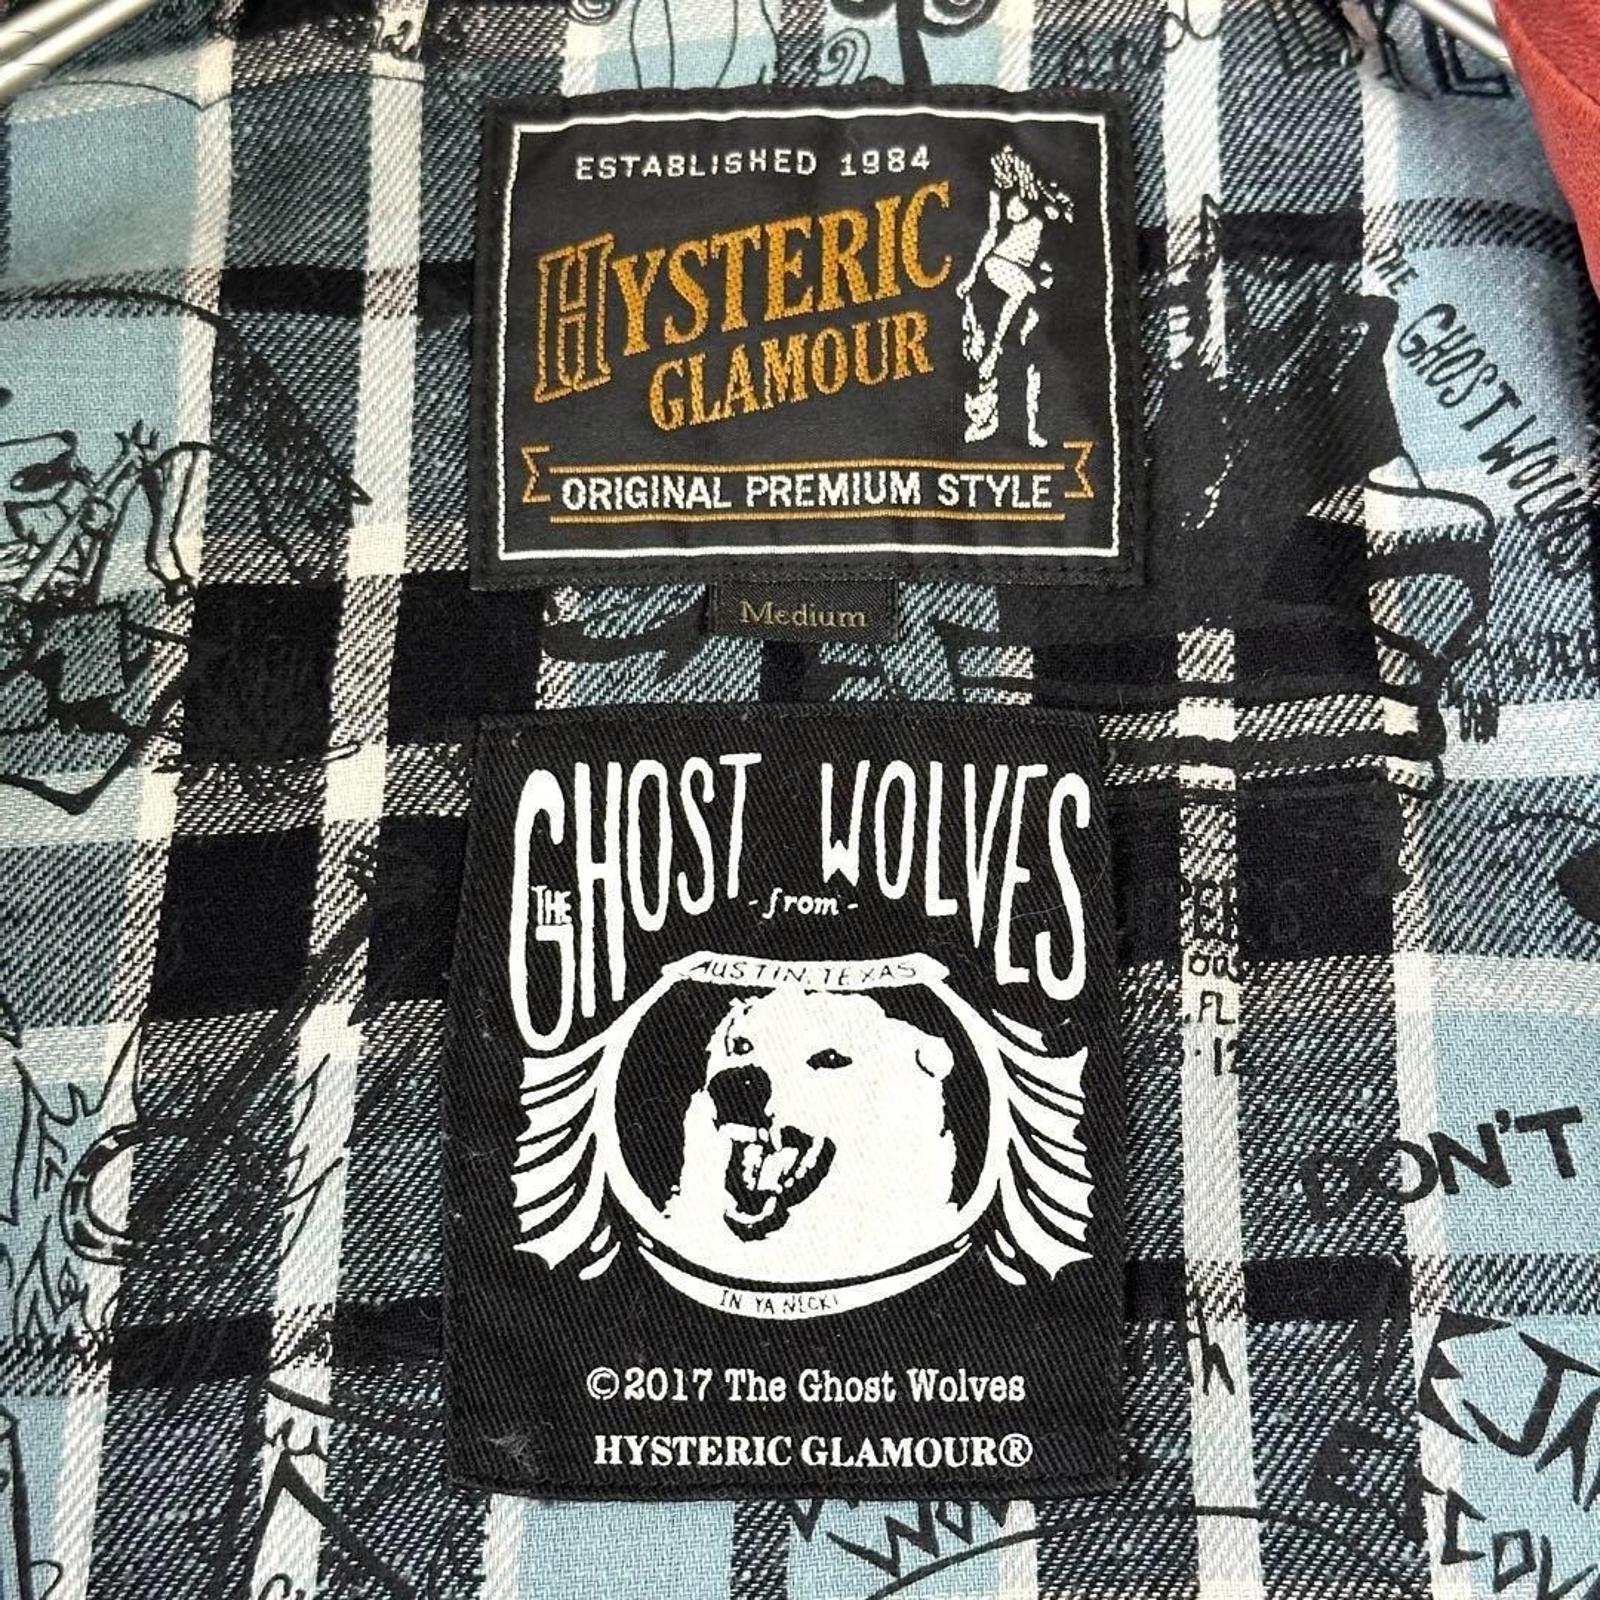 ESTABLISHED 1984
HYSTERIC
GLAMOUR
ORIGINAL PREMIUM STYLE
Medium
THE GHOST WOLVES
THE GHOST WOLVES
- from -
AUSTIN, TEXAS
IN YA NECK!
©2017 The Ghost Wolves
HYSTERIC GLAMOUR®
DON'T